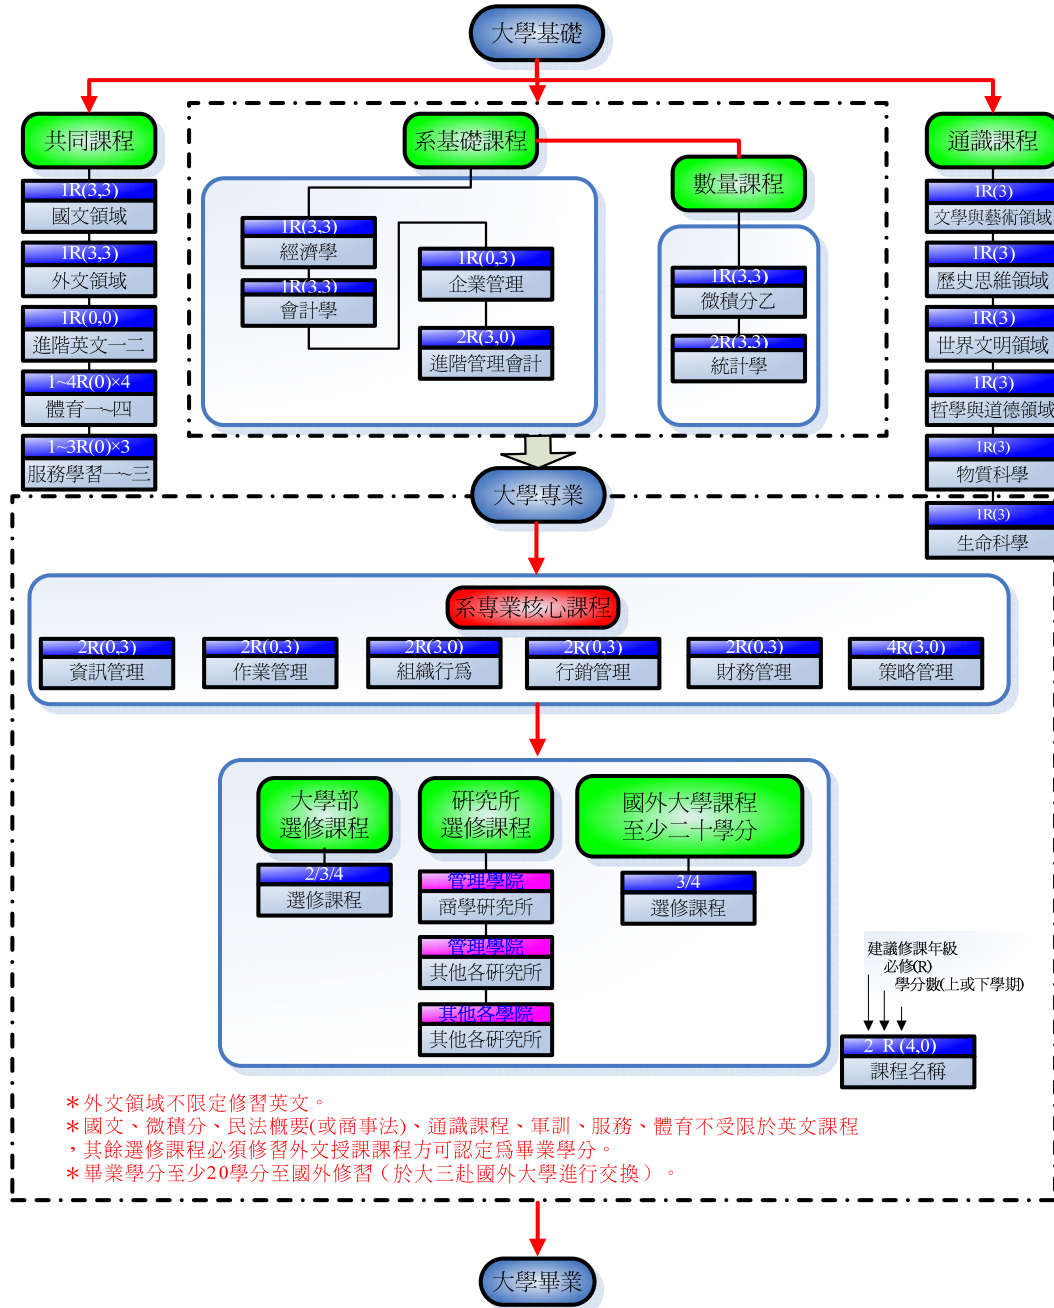 大學基礎
共同課程
1R(3,3)
國文領域
1R(3,3)
外文領域
1R(0,0)
進階英文一二
1~4R(0)×4
體育一~四
1~3R(0)×3
服務學習一~三
系基礎課程
1R(3,3)
經濟學
1R(3,3)
會計學
1R(0,3)
企業管理
2R(3,0)
進階管理會計
數量課程
1R(3,3)
微積分乙
2R(3,3)
統計學
通識課程
1R(3)
文學與藝術領域
1R(3)
歷史思維領域
1R(3)
世界文明領域
1R(3)
哲學與道德領域
1R(3)
物質科學
1R(3)
生命科學
大學專業
系專業核心課程
2R(0,3)
資訊管理
2R(0,3)
作業管理
2R(3,0)
組織行為
2R(0,3)
行銷管理
2R(0,3)
財務管理
4R(3,0)
策略管理
大學部
選修課程
2/3/4
選修課程
研究所
選修課程
管理學院
商學研究所
管理學院
其他各研究所
其他各學院
其他各研究所
國外大學課程
至少二十學分
3/4
選修課程
建議修課年級
必修(R)
學分數(上或下學期)
2 R (4,0)
課程名稱
＊外文領域不限定修習英文。
＊國文、微積分、民法概要(或商事法)、通識課程、軍訓、服務、體育不受限於英文課程
，其餘選修課程必須修習外文授課課程方可認定為畢業學分。
＊畢業學分至少20學分至國外修習（於大三赴國外大學進行交換）。
大學畢業